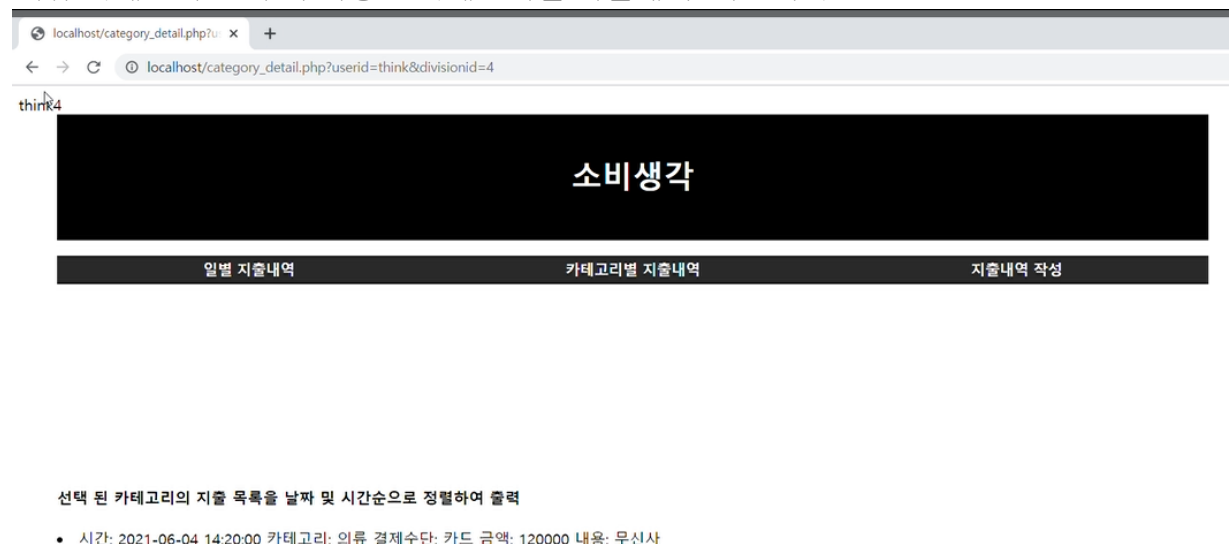 localhost/category_detail.php?u
localhost/category_detail.php?userid=think&divisionid=4
think4
소비생각
일별 지출내역
카테고리별 지출내역
지출내역 작성
선택 된 카테고리의 지출 목록을 날짜 및 시간순으로 정렬하여 출력
• 시간: 2021-06-04 14:20:00 카테고리: 의류 결제수단: 카드 금액: 120000 내용: 무신사